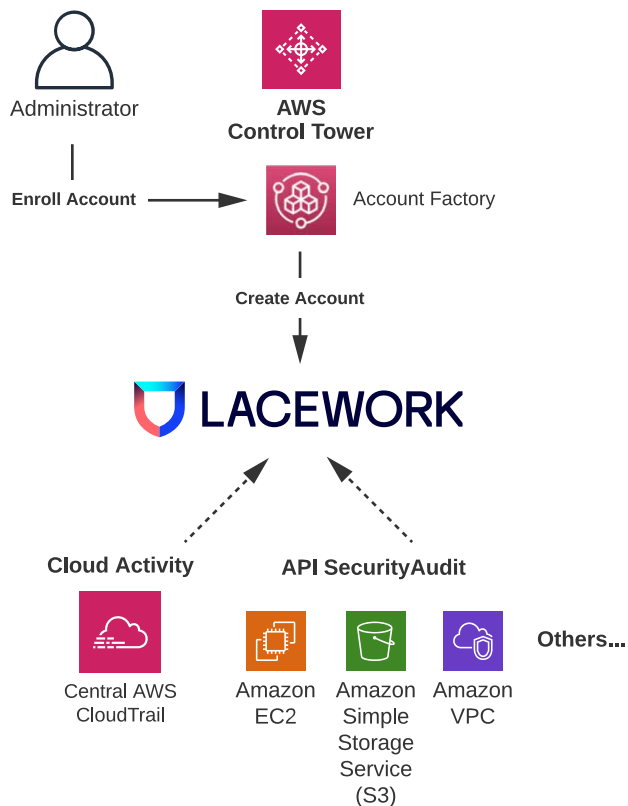 Administrator
AWS
Control Tower
Enroll Account
Account Factory
Create Account
LACEWORK
Cloud Activity
API SecurityAudit
Central AWS
CloudTrail
Amazon
EC2
Amazon
Simple
Storage
Service
(S3)
Amazon
VPC
Others...